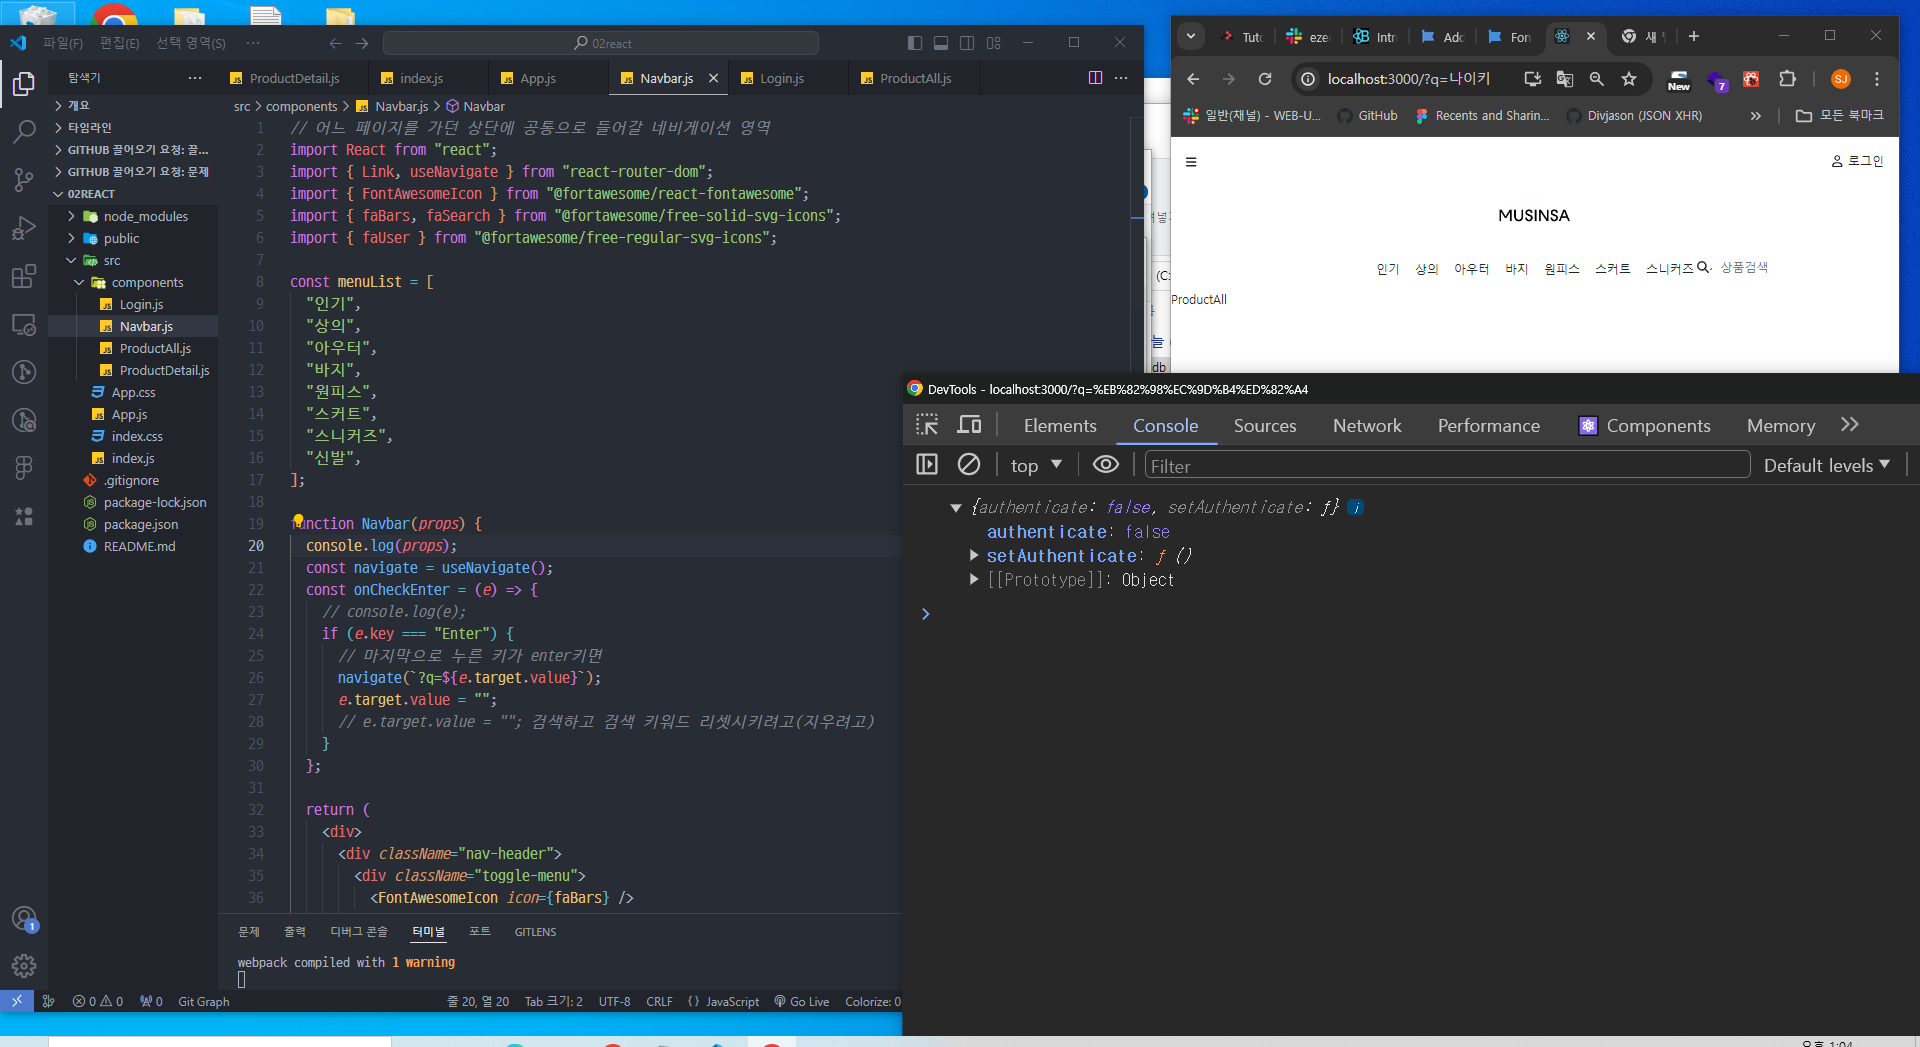 파일(F) 편집(E) 선택 영역(S) ···
02react
탐색기
개요
타임라인
GITHUB 끌어오기 요청: 끌...
GITHUB 끌어오기 요청: 문제
02REACT
node_modules
public
src
components
Login.js
Navbar.js
ProductAll.js
ProductDetail.js
App.css
App.js
index.css
index.js
.gitignore
package-lock.json
package.json
README.md
ProductDetail.js index.js App.js Navbar.js Login.js ProductAll.js
src > components > Navbar.js > Navbar
1 // 어느 페이지를 가던 상단에 공통으로 들어갈 네비게이션 영역
2 import React from "react";
3 import { Link, useNavigate } from "react-router-dom";
4 import { FontAwesomeIcon } from "@fortawesome/react-fontawesome";
5 import { faBars, faSearch } from "@fortawesome/free-solid-svg-icons";
6 import { faUser } from "@fortawesome/free-regular-svg-icons";
7
8 const menuList = [
9 "인기",
10 "상의",
11 "아우터",
12 "바지",
13 "원피스",
14 "스커트",
15 "스니커즈",
16 "신발",
17 ];
18
19 function Navbar(props) {
20 console.log(props);
21 const navigate = useNavigate();
22 const onCheckEnter = (e) => {
23 // console.log(e);
24 if (e.key === "Enter") {
25 // 마지막으로 누른 키가 enter키면
26 navigate(`?q=${e.target.value}`);
27 e.target.value = "";
28 // e.target.value = ""; 검색하고 검색 키워드 리셋시키려고(지우려고)
29 }
30 };
31
32 return (
33 <div>
34 <div className="nav-header">
35 <div className="toggle-menu">
36 <FontAwesomeIcon icon={faBars} />
문제 출력 디버그 콘솔 터미널 포트 GITLENS
webpack compiled with 1 warning
0 0 0 Git Graph 줄 20, 열 20 Tab 크기: 2 UTF-8 CRLF {} JavaScript Go Live Colorize: 0
1
Tuto eze Intr Add Fon 새
localhost:3000/?q=나이키
New
7
SJ
일반(채널) - WEB-U... GitHub Recents and Sharin... Divjason (JSON XHR) » 모든 북마크
로그인
MUSINSA
인기 상의 아우터 바지 원피스 스커트 스니커즈 상품검색
ProductAll
(C:
늘
db
DevTools - localhost:3000/?q=%EB%82%98%EC%9D%B4%ED%82%A4
Elements Console Sources Network Performance Components Memory »
top Filter Default levels
{authenticate: false, setAuthenticate: ƒ} i
authenticate: false
setAuthenticate: ƒ ()
[[Prototype]]: Object
>
오후 1:04